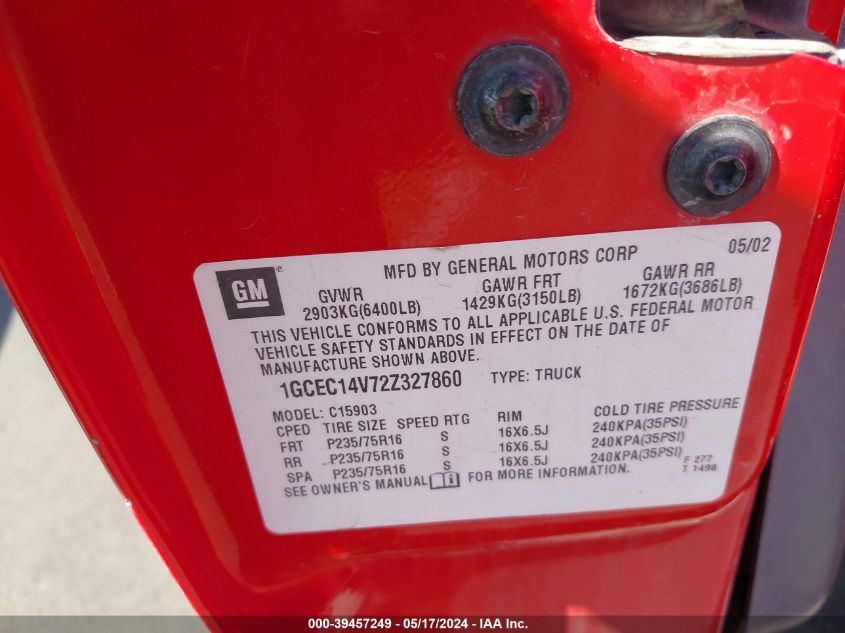 MFD BY GENERAL MOTORS CORP 05/02
GM
GVWR GAWR FRT GAWR RR
2903KG(6400LB) 1429KG(3150LB) 1672KG(3686LB)
THIS VEHICLE CONFORMS TO ALL APPLICABLE U.S. FEDERAL MOTOR
VEHICLE SAFETY STANDARDS IN EFFECT ON THE DATE OF
MANUFACTURE SHOWN ABOVE.
1GCEC14V72Z327860 TYPE: TRUCK
MODEL: C15903
CPED TIRE SIZE SPEED RTG RIM COLD TIRE PRESSURE
FRT P235/75R16 S 16X6.5J 240KPA(35PSI)
RR P235/75R16 S 16X6.5J 240KPA(35PSI)
SPA P235/75R16 S 16X6.5J 240KPA(35PSI)
SEE OWNER'S MANUAL i FOR MORE INFORMATION.
F 277
T 1498
000-39457249 - 05/17/2024 - IAA Inc.